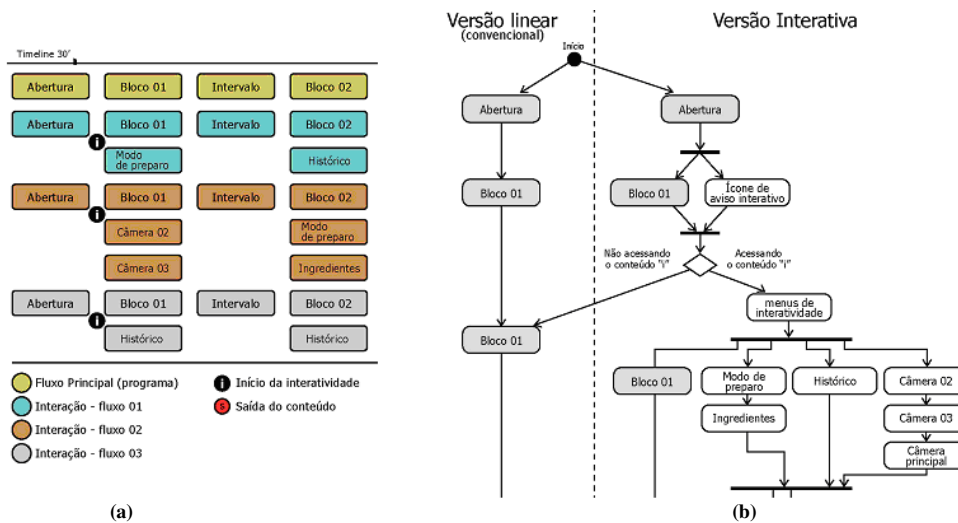 Timeline 30'
Abertura
Bloco 01
Intervalo
Bloco 02
Abertura
Bloco 01
Intervalo
Bloco 02
i
Modo
de preparo
Histórico
Abertura
Bloco 01
Intervalo
Bloco 02
i
Câmera 02
Modo
de preparo
Câmera 03
Ingredientes
Abertura
Bloco 01
Intervalo
Bloco 02
i
Histórico
Histórico
Fluxo Principal (programa)
Interação - fluxo 01
Interação - fluxo 02
Interação - fluxo 03
i Início da interatividade
s Saída do conteúdo
(a)
Versão linear
(convencional)
Versão Interativa
Início
Abertura
Abertura
Bloco 01
Bloco 01
Ícone de
aviso interativo
Não acessando
o conteúdo "i"
Acessando
o conteúdo "i"
menus de
interatividade
Bloco 01
Bloco 01
Modo de
preparo
Histórico
Câmera 02
Ingredientes
Câmera 03
Câmera
principal
(b)